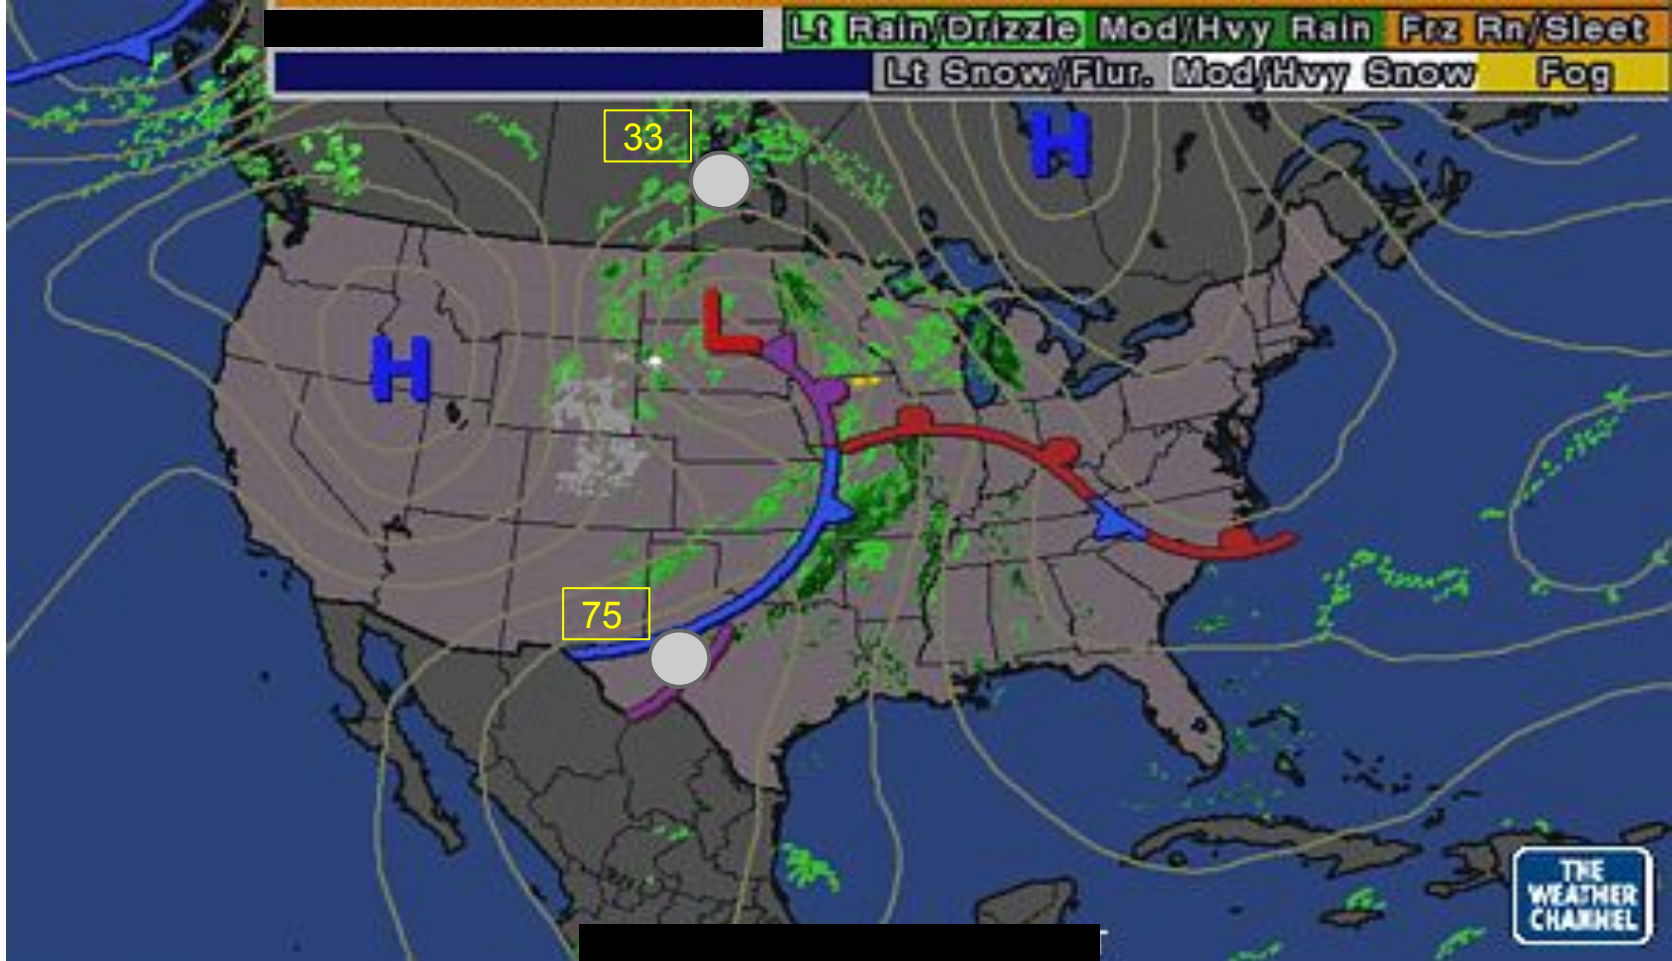 Lt Rain/Drizzle Mod/Hvy Rain Frz Rn/Sleet
Lt Snow/Flur. Mod/Hvy Snow Fog
33
H
L
H
75
THE
WEATHER
CHANNEL